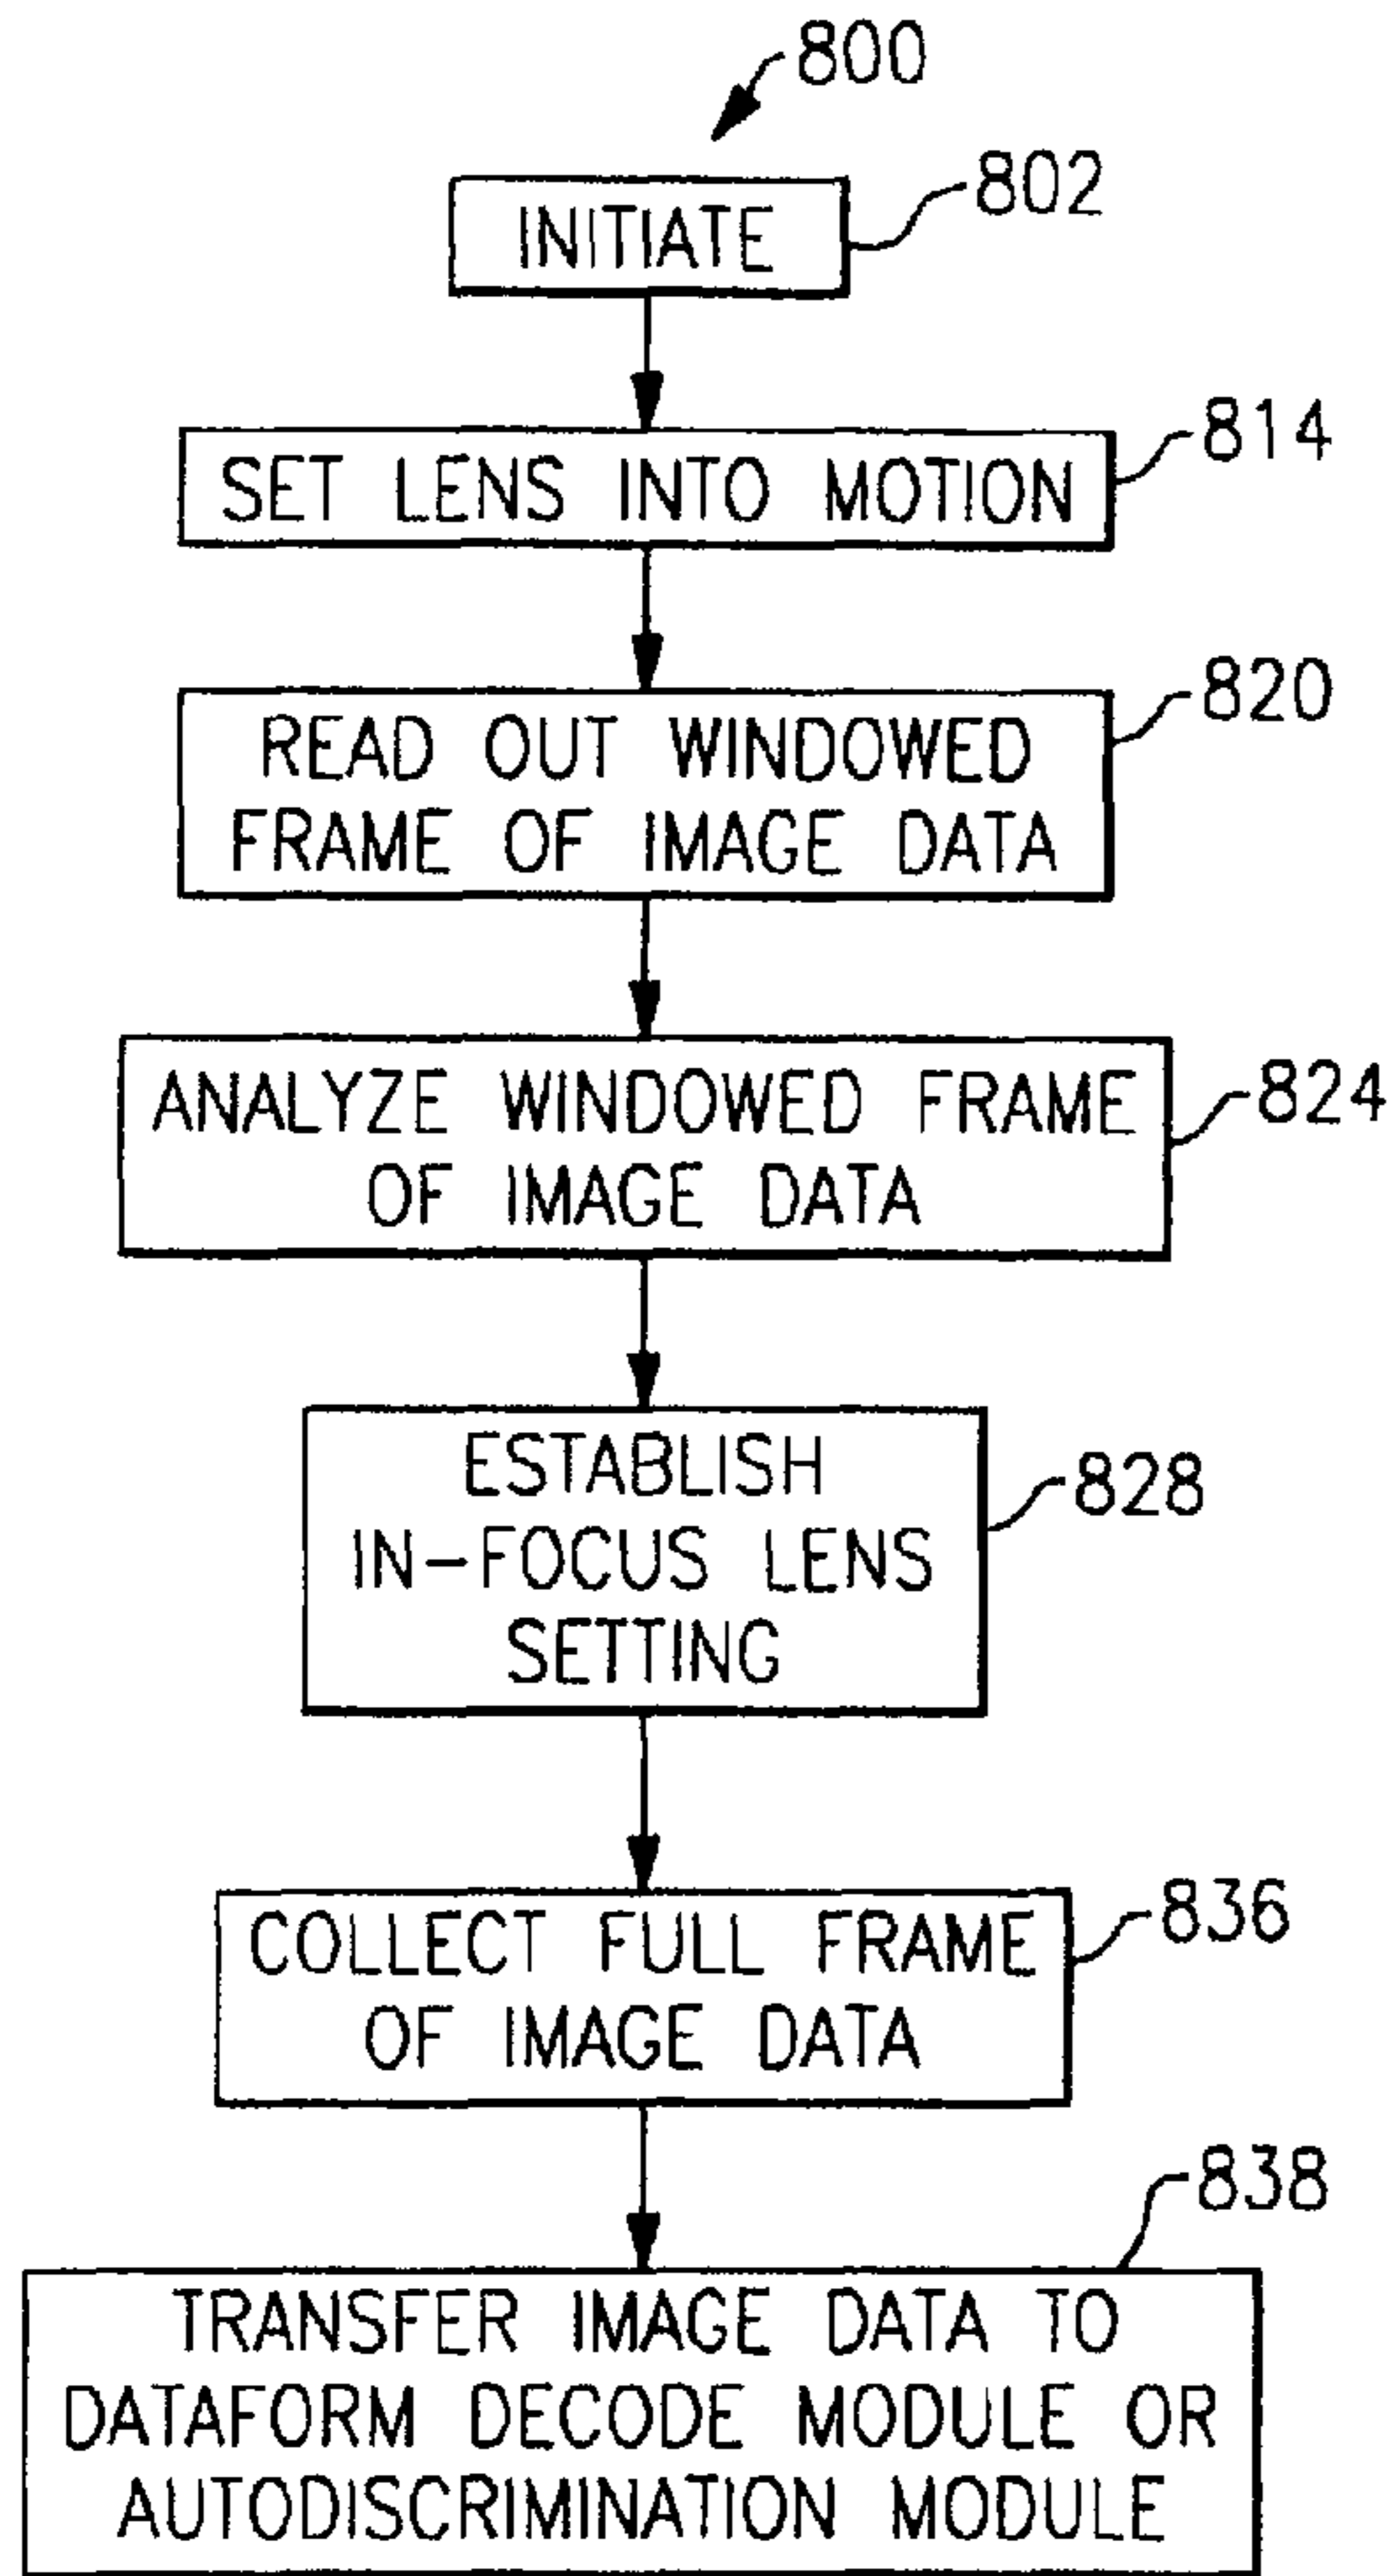 800
802
INITIATE
814
SET LENS INTO MOTION
820
READ OUT WINDOWED
FRAME OF IMAGE DATA
824
ANALYZE WINDOWED FRAME
OF IMAGE DATA
828
ESTABLISH
IN-FOCUS LENS
SETTING
836
COLLECT FULL FRAME
OF IMAGE DATA
838
TRANSFER IMAGE DATA TO
DATAFORM DECODE MODULE OR
AUTODISCRIMINATION MODULE